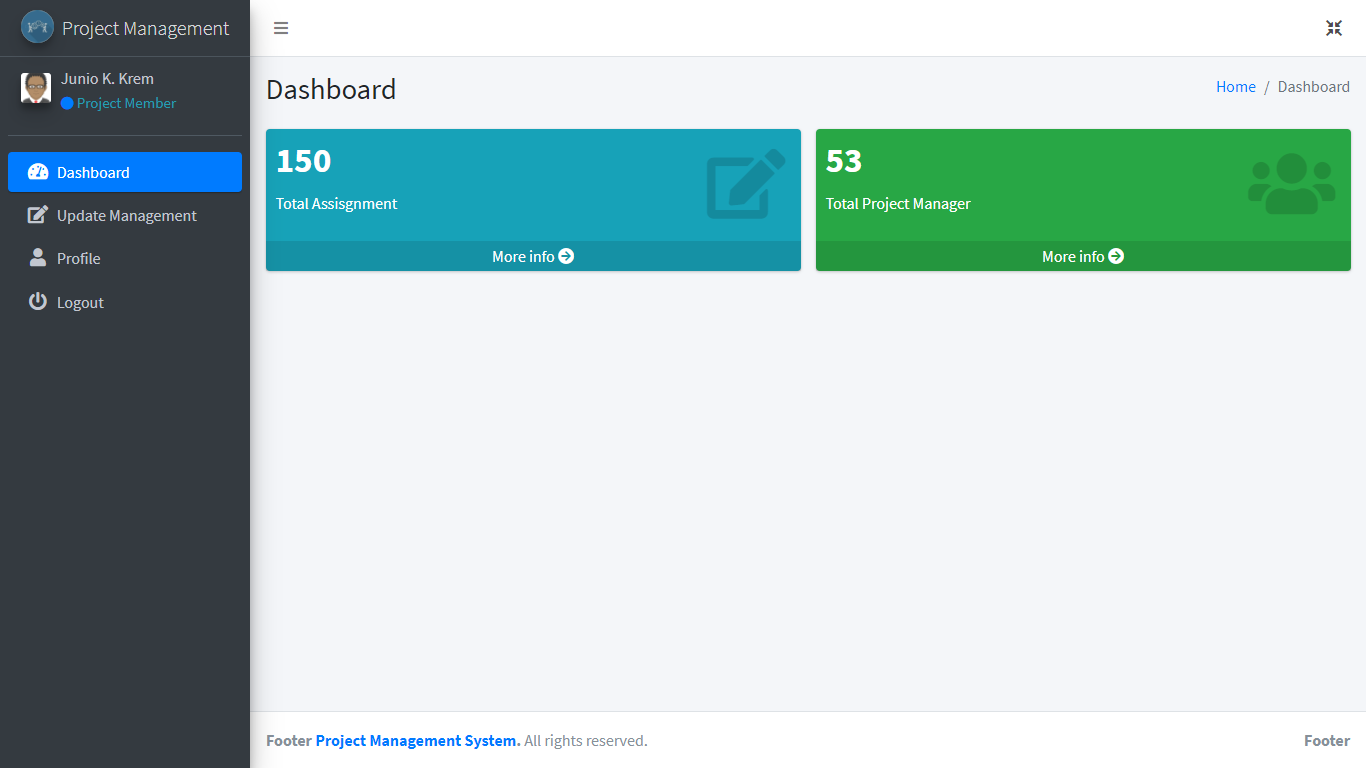 Project Management
Junio K. Krem
Project Member
Dashboard
Update Management
Profile
Logout
Dashboard
Home / Dashboard
150
Total Assisgnment
More info
53
Total Project Manager
More info
Footer Project Management System. All rights reserved.
Footer